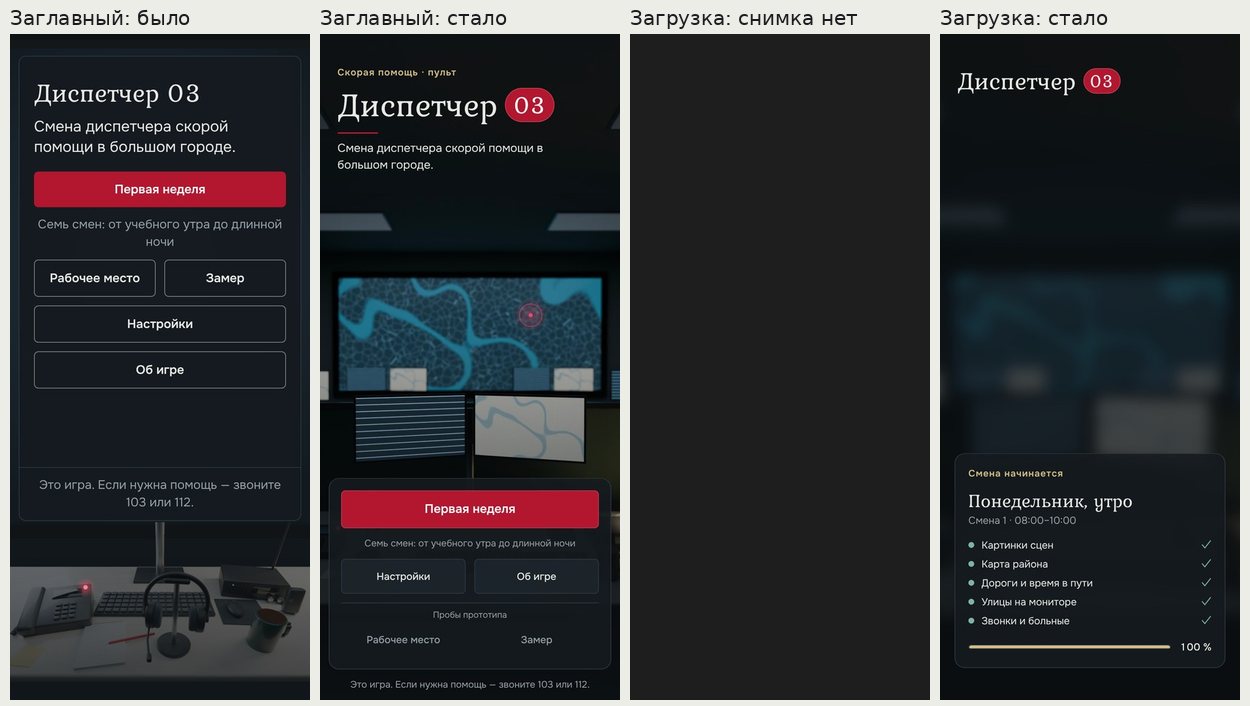 Заглавный: было
Диспетчер 03
Смена диспетчера скорой
помощи в большом городе.
Первая неделя
Семь смен: от учебного утра до длинной
ночи
Рабочее место
Замер
Настройки
Об игре
Это игра. Если нужна помощь — звоните
103 или 112.
Заглавный: стало
Скорая помощь · пульт
Диспетчер 03
Смена диспетчера скорой помощи в
большом городе.
Первая неделя
Семь смен: от учебного утра до длинной ночи
Настройки
Об игре
Пробы прототипа
Рабочее место
Замер
Это игра. Если нужна помощь — звоните 103 или 112.
Загрузка: снимка нет
Загрузка: стало
Диспетчер 03
Смена начинается
Понедельник, утро
Смена 1 · 08:00–10:00
Картинки сцен
Карта района
Дороги и время в пути
Улицы на мониторе
Звонки и больные
100 %